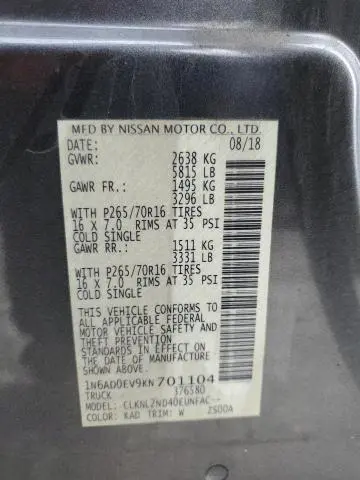 MFD BY NISSAN MOTOR CO., LTD.
DATE: 08/18
GVWR: 2638 KG
5815 LB
GAWR FR.: 1495 KG
3296 LB
WITH P265/70R16 TIRES
16 X 7.0 RIMS AT 35 PSI
COLD SINGLE
GAWR RR.: 1511 KG
3331 LB
WITH P265/70R16 TIRES
16 X 7.0 RIMS AT 35 PSI
COLD SINGLE
THIS VEHICLE CONFORMS TO
ALL APPLICABLE FEDERAL
MOTOR VEHICLE SAFETY AND
THEFT PREVENTION
STANDARDS IN EFFECT ON
THE DATE OF MANUFACTURE
SHOWN ABOVE.
1N6AD0EV9KN701104
TRUCK 376580
MODEL: CLKNLZND40EUNFAC--
COLOR: KAD TRIM: W ZS00A